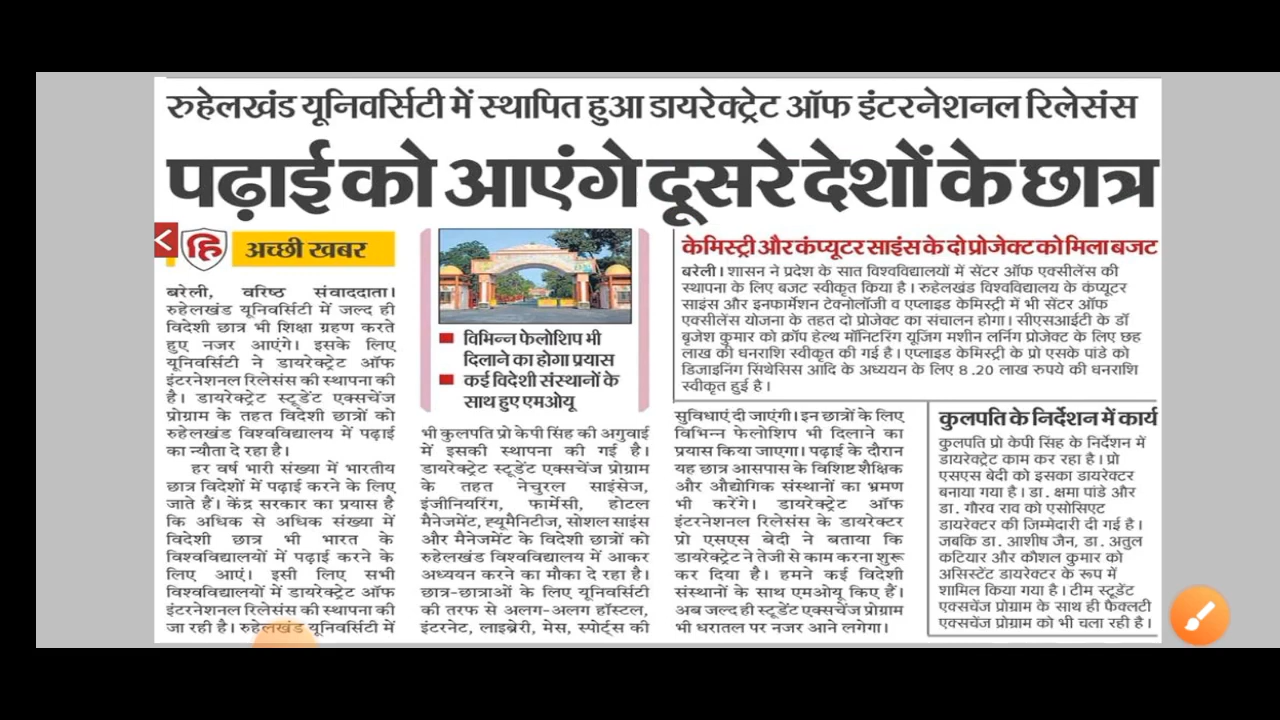 रुहेलखंड यूनिवर्सिटी में स्थापित हुआ डायरेक्ट्रेट ऑफ इंटरनेशनल रिलेसंस
पढ़ाई को आएंगे दूसरे देशों के छात्र
हि
अच्छी खबर
बरेली, वरिष्ठ संवाददाता।
रुहेलखंड यूनिवर्सिटी में जल्द ही
विदेशी छात्र भी शिक्षा ग्रहण करते
हुए नजर आएंगे। इसके लिए
यूनिवर्सिटी ने डायरेक्ट्रेट ऑफ
इंटरनेशनल रिलेसंस की स्थापना की
है। डायरेक्ट्रेट स्टूडेंट एक्सचेंज
प्रोग्राम के तहत विदेशी छात्रों को
रुहेलखंड विश्वविद्यालय में पढ़ाई
का न्यौता दे रहा है।
हर वर्ष भारी संख्या में भारतीय
छात्र विदेशों में पढ़ाई करने के लिए
जाते हैं। केंद्र सरकार का प्रयास है
कि अधिक से अधिक संख्या में
विदेशी छात्र भी भारत के
विश्वविद्यालयों में पढ़ाई करने के
लिए आएं। इसी लिए सभी
विश्वविद्यालयों में डायरेक्ट्रेट ऑफ
इंटरनेशनल रिलेसंस की स्थापना की
जा रही है। रुहेलखंड यूनिवर्सिटी में
विभिन्न फेलोशिप भी
दिलाने का होगा प्रयास
कई विदेशी संस्थानों के
साथ हुए एमओयू
भी कुलपति प्रो केपी सिंह की अगुवाई
में इसकी स्थापना की गई है।
डायरेक्ट्रेट स्टूडेंट एक्सचेंज प्रोग्राम
के तहत नेचुरल साइंसेज,
इंजीनियरिंग, फार्मेसी, होटल
मैनेजमेंट, ह्यूमैनिटीज, सोशल साइंस
और मैनेजमेंट के विदेशी छात्रों को
रुहेलखंड विश्वविद्यालय में आकर
अध्ययन करने का मौका दे रहा है।
छात्र-छात्राओं के लिए यूनिवर्सिटी
की तरफ से अलग-अलग हॉस्टल,
इंटरनेट, लाइब्रेरी, मेस, स्पोर्ट्स की
केमिस्ट्री और कंप्यूटर साइंस के दो प्रोजेक्ट को मिला बजट
बरेली। शासन ने प्रदेश के सात विश्वविद्यालयों में सेंटर ऑफ एक्सीलेंस की
स्थापना के लिए बजट स्वीकृत किया है। रुहेलखंड विश्वविद्यालय के कंप्यूटर
साइंस और इनफार्मेशन टेक्नोलॉजी व एप्लाइड केमिस्ट्री में भी सेंटर ऑफ
एक्सीलेंस योजना के तहत दो प्रोजेक्ट का संचालन होगा। सीएसआईटी के डॉ
बृजेश कुमार को क्रॉप हेल्थ मॉनिटरिंग यूजिग मशीन लर्निग प्रोजेक्ट के लिए छह
लाख की धनराशि स्वीकृत की गई है। एप्लाइड केमिस्ट्री के प्रो एसके पांडे को
डिजाइनिंग सिंथेसिस आदि के अध्ययन के लिए 8.20 लाख रुपये की धनराशि
स्वीकृत हुई है।
सुविधाएं दी जाएंगी। इन छात्रों के लिए
विभिन्न फेलोशिप भी दिलाने का
प्रयास किया जाएगा। पढ़ाई के दौरान
यह छात्र आसपास के विशिष्ट शैक्षिक
और औद्योगिक संस्थानों का भ्रमण
भी करेंगे। डायरेक्ट्रेट ऑफ
इंटरनेशनल रिलेसंस के डायरेक्टर
प्रो एसएस बेदी ने बताया कि
डायरेक्ट्रेट ने तेजी से काम करना शुरू
कर दिया है। हमने कई विदेशी
संस्थानों के साथ एमओयू किए हैं।
अब जल्द ही स्टूडेंट एक्सचेंज प्रोग्राम
भी धरातल पर नजर आने लगेगा।
कुलपति के निर्देशन में कार्य
कुलपति प्रो केपी सिंह के निर्देशन में
डायरेक्ट्रेट काम कर रहा है। प्रो
एसएस बेदी को इसका डायरेक्टर
बनाया गया है। डा. क्षमा पांडे और
डा. गौरव राव को एसोसिएट
डायरेक्टर की जिम्मेदारी दी गई है।
जबकि डा. आशीष जैन, डा. अतुल
कटियार और कौशल कुमार को
असिस्टेंट डायरेक्टर के रूप में
शामिल किया गया है। टीम स्टूडेंट
एक्सचेंज प्रोग्राम के साथ ही फैक्लटी
एक्सचेंज प्रोग्राम को भी चला रही है।